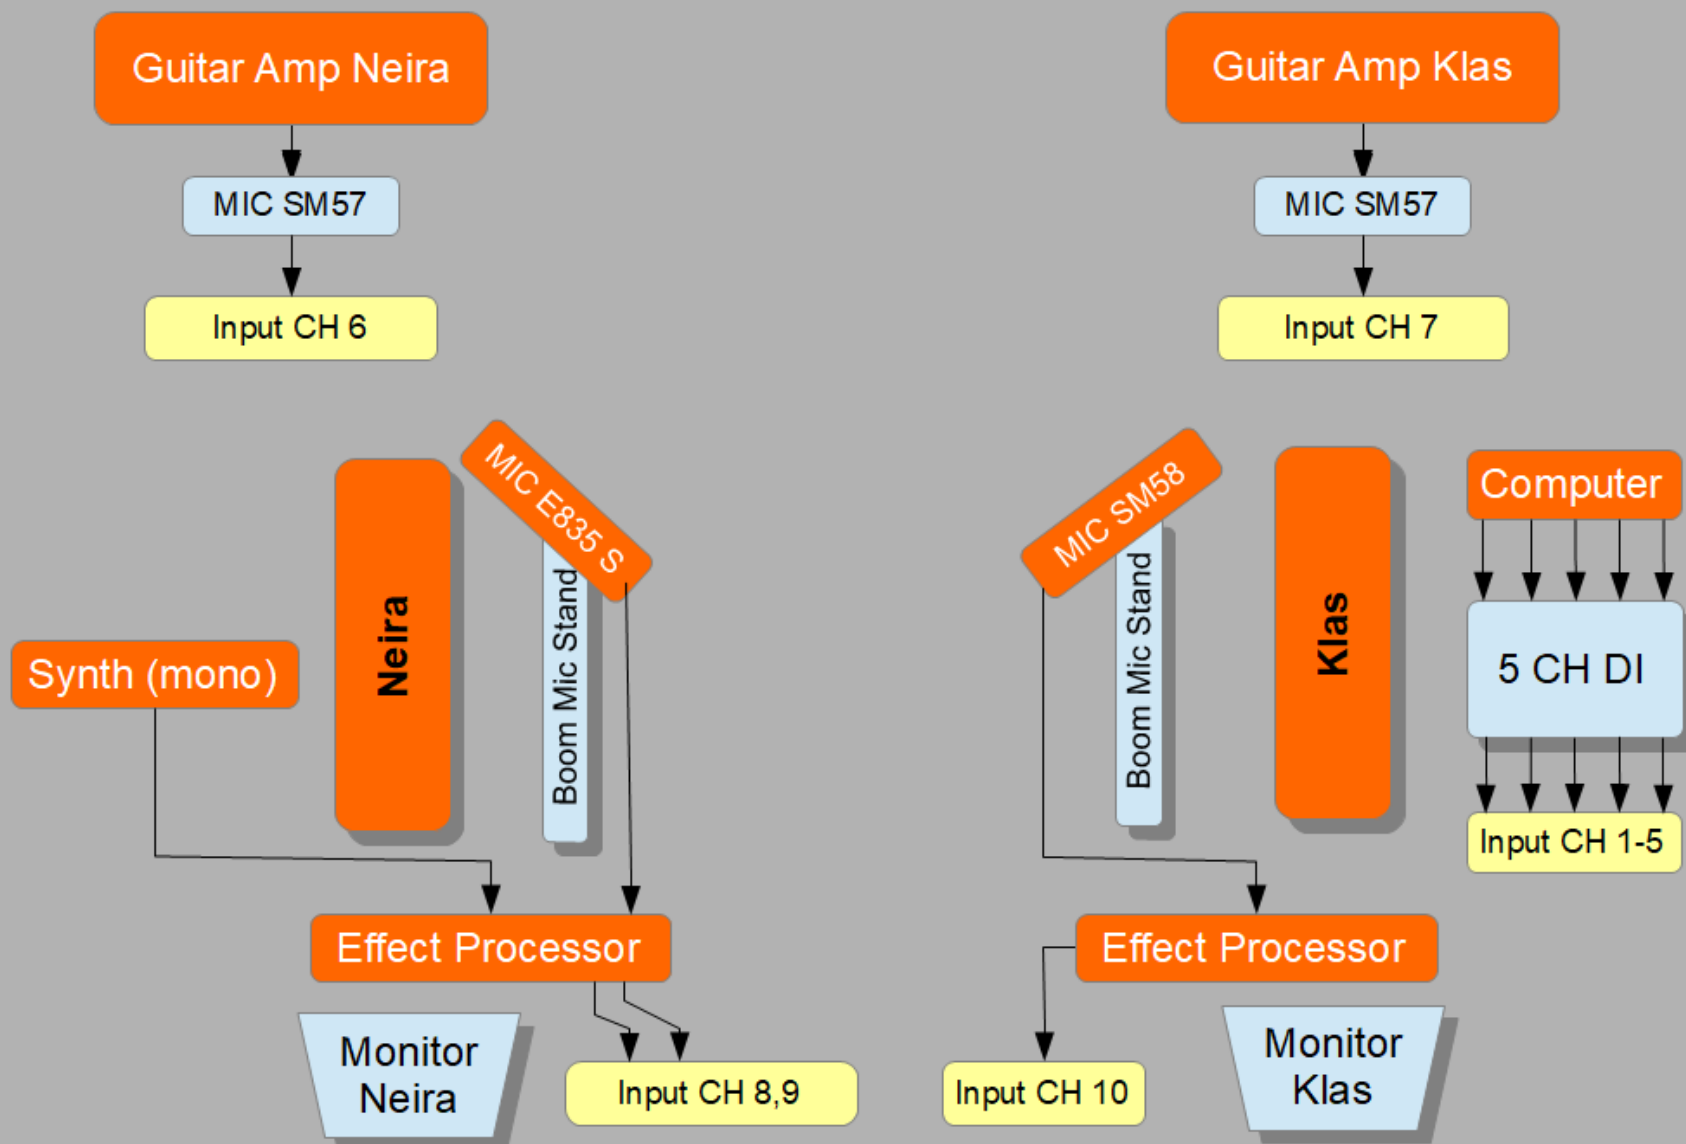 Guitar Amp Neira
Guitar Amp Klas
MIC SM57
MIC SM57
Input CH 6
Input CH 7
MIC E835 S
MIC SM58
Computer
Boom Mic Stand
Boom Mic Stand
Neira
Klas
Synth (mono)
5 CH DI
Input CH 1-5
Effect Processor
Effect Processor
Monitor
Neira
Input CH 8,9
Input CH 10
Monitor
Klas